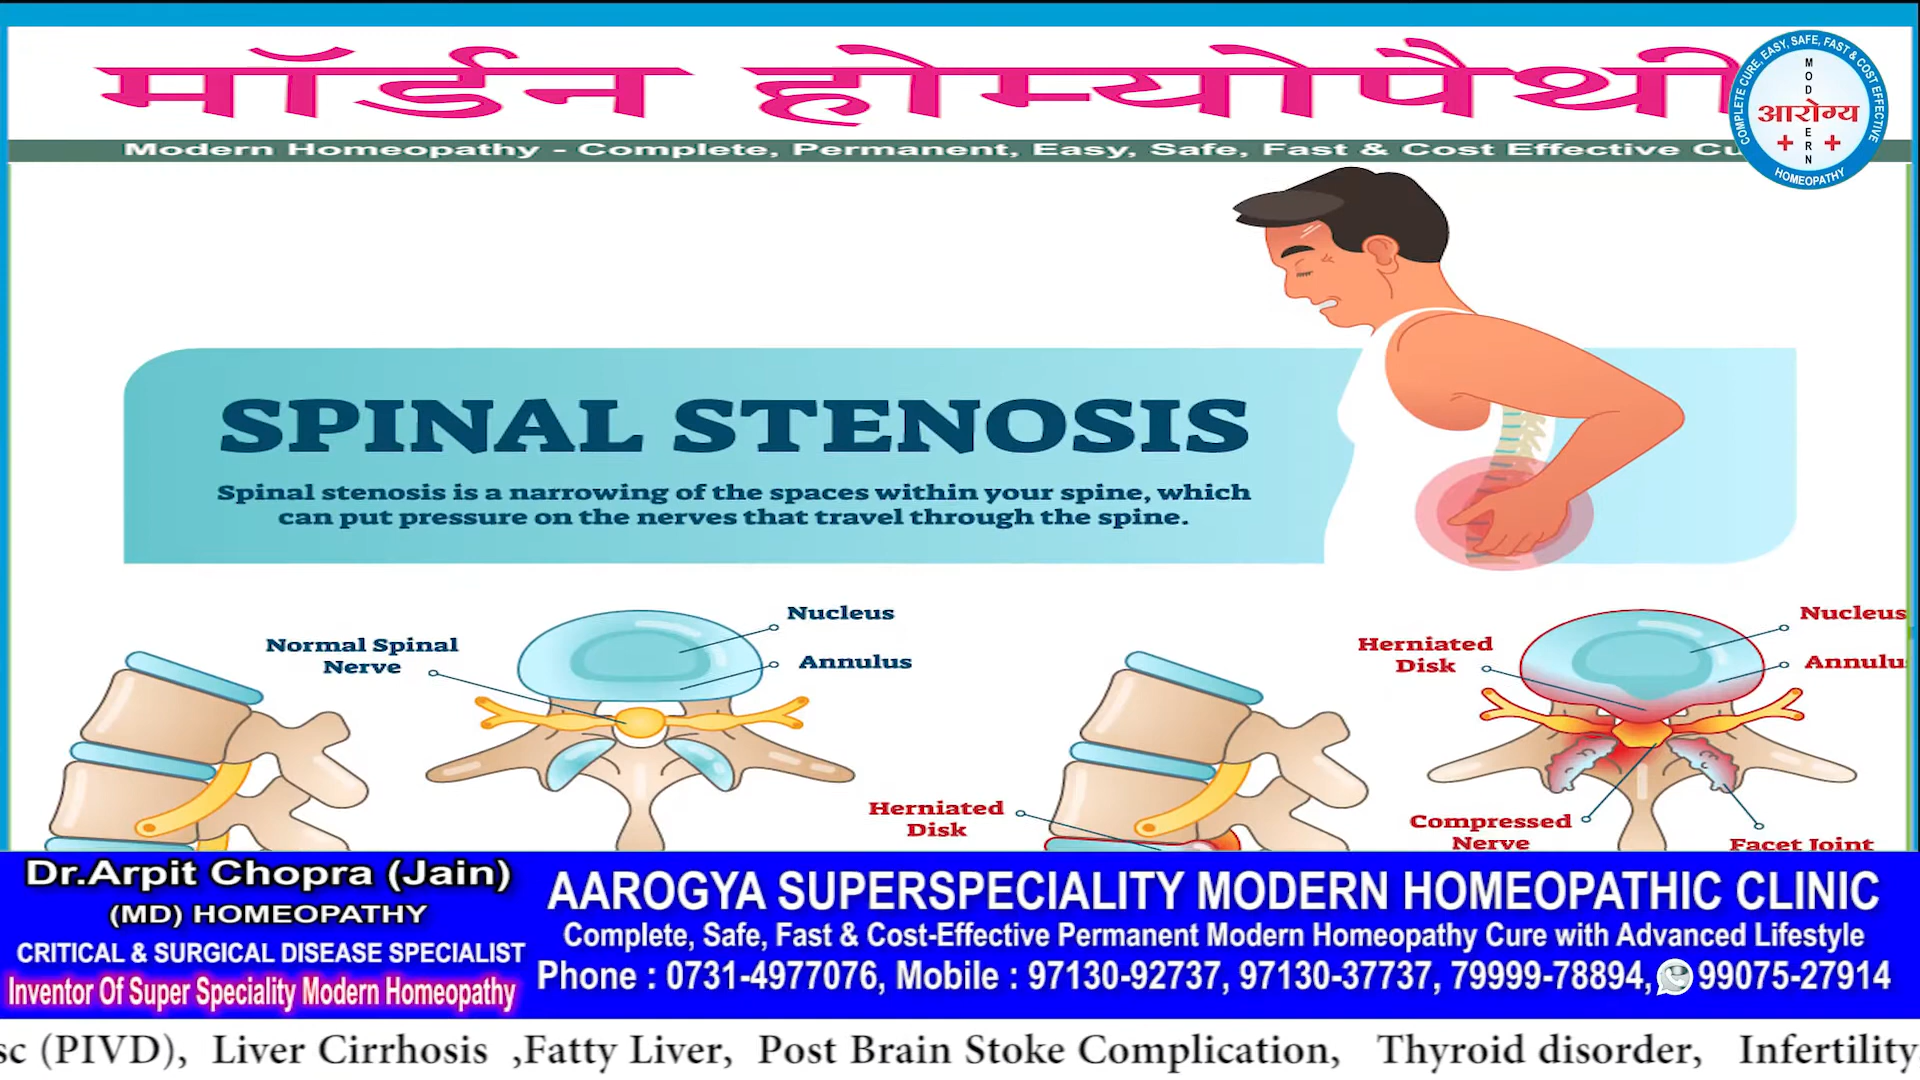 मॉर्डन होम्योपैथी
Modern Homeopathy - Complete, Permanent, Easy, Safe, Fast & Cost Effective Cu
COMPLETE CURE, EASY, SAFE, FAST & COST EFFECTIVE
MODERN
आरोग्य
HOMEOPATHY
SPINAL STENOSIS
Spinal stenosis is a narrowing of the spaces within your spine, which
can put pressure on the nerves that travel through the spine.
Normal Spinal
Nerve
Nucleus
Annulus
Herniated
Disk
Herniated
Disk
Nucleus
Annulu
Compressed
Nerve
Facet Joint
Dr.Arpit Chopra (Jain)
(MD) HOMEOPATHY
CRITICAL & SURGICAL DISEASE SPECIALIST
Inventor Of Super Speciality Modern Homeopathy
AAROGYA SUPERSPECIALITY MODERN HOMEOPATHIC CLINIC
Complete, Safe, Fast & Cost-Effective Permanent Modern Homeopathy Cure with Advanced Lifestyle
Phone : 0731-4977076, Mobile : 97130-92737, 97130-37737, 79999-78894, 99075-27914
sc (PIVD), Liver Cirrhosis ,Fatty Liver, Post Brain Stoke Complication, Thyroid disorder, Infertility